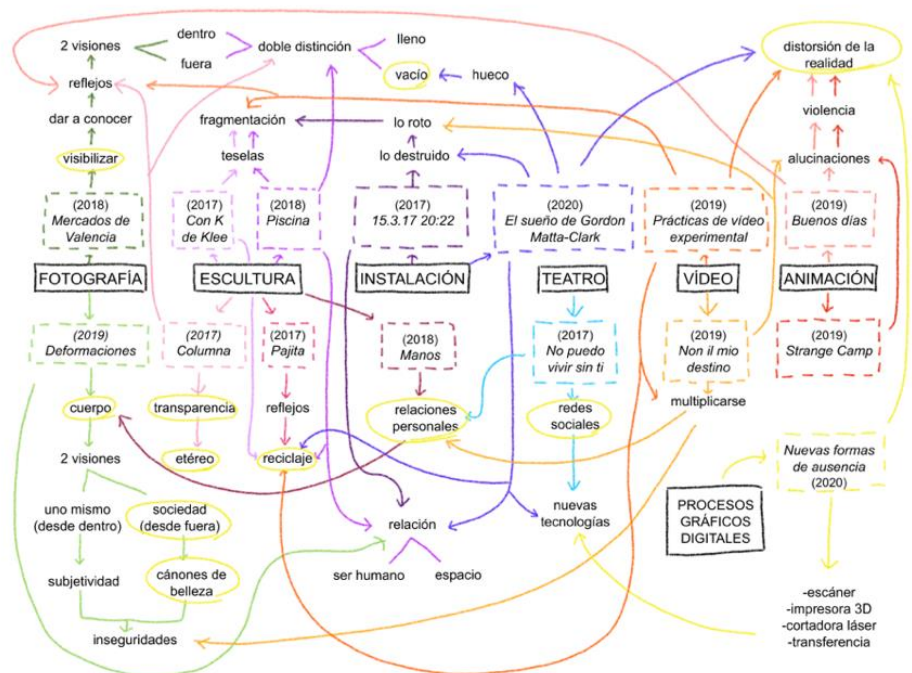 2 visiones
dentro
fuera
doble distinción
lleno
vacío
hueco
distorsión de la
realidad
reflejos
dar a conocer
visibilizar
fragmentación
teselas
lo roto
lo destruido
violencia
alucinaciones
(2018)
Mercados de
Valencia
(2017)
Con K
de Klee
(2018)
Piscina
(2017)
15.3.17 20:22
(2020)
El sueño de Gordon
Matta-Clark
(2019)
Prácticas de vídeo
experimental
(2019)
Buenos días
FOTOGRAFÍA
ESCULTURA
INSTALACIÓN
TEATRO
VÍDEO
ANIMACIÓN
(2019)
Deformaciones
(2017)
Columna
(2017)
Pajita
(2018)
Manos
(2017)
No puedo
vivir sin ti
(2019)
Non il mio
destino
(2019)
Strange Camp
cuerpo
transparencia
reflejos
relaciones
personales
redes
sociales
multiplicarse
2 visiones
etéreo
reciclaje
Nuevas formas
de ausencia
(2020)
uno mismo
(desde dentro)
sociedad
(desde fuera)
relación
nuevas
tecnologías
PROCESOS
GRÁFICOS
DIGITALES
subjetividad
cánones de
belleza
ser humano
espacio
inseguridades
-escáner
-impresora 3D
-cortadora láser
-transferencia